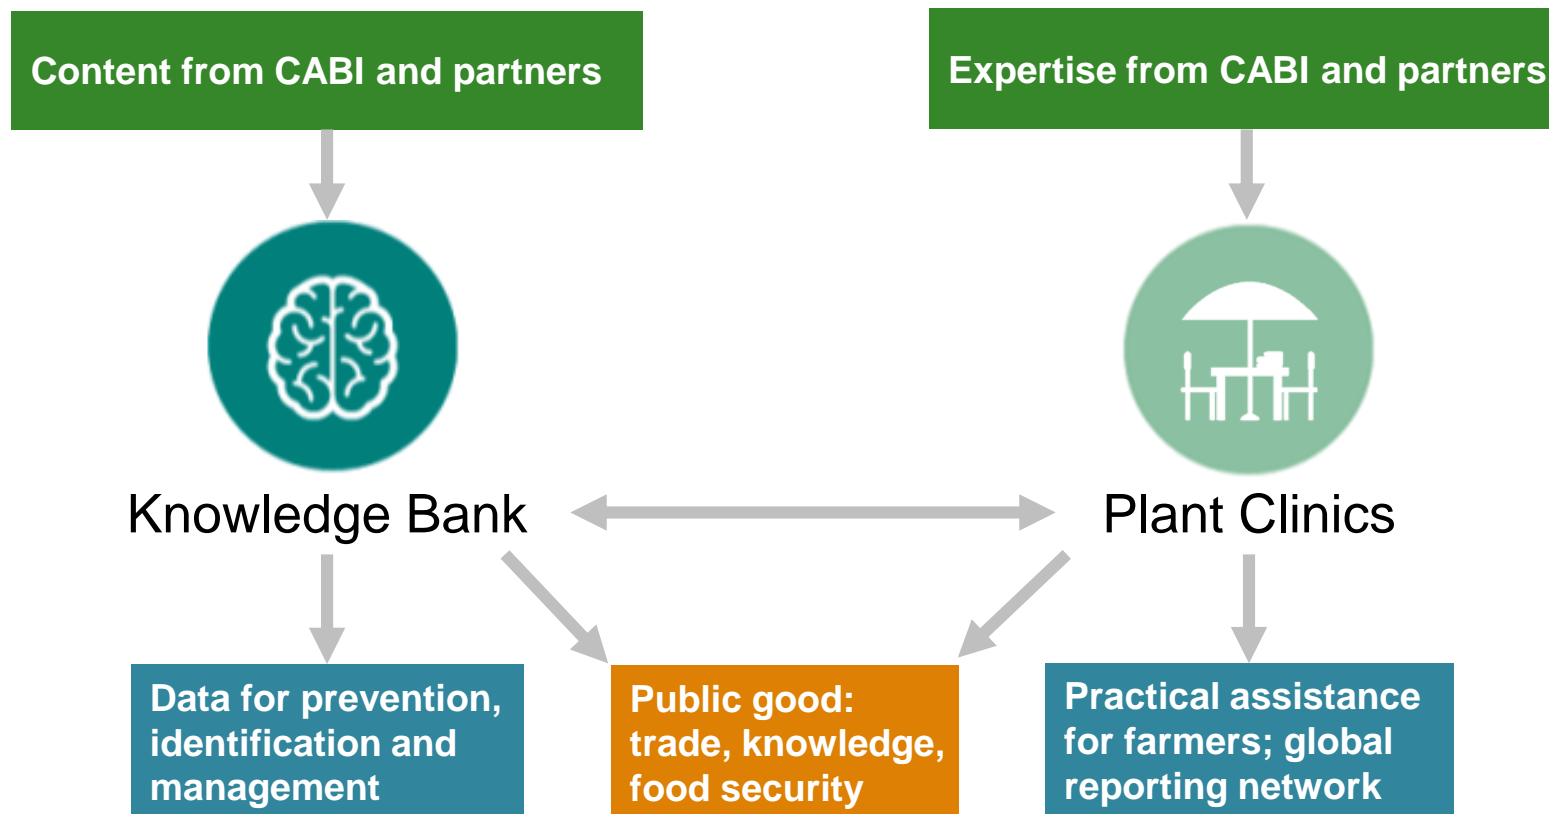 Content from CABI and partners
Expertise from CABI and partners
Knowledge Bank
Plant Clinics
Data for prevention,
identification and
management
Public good:
trade, knowledge,
food security
Practical assistance
for farmers; global
reporting network